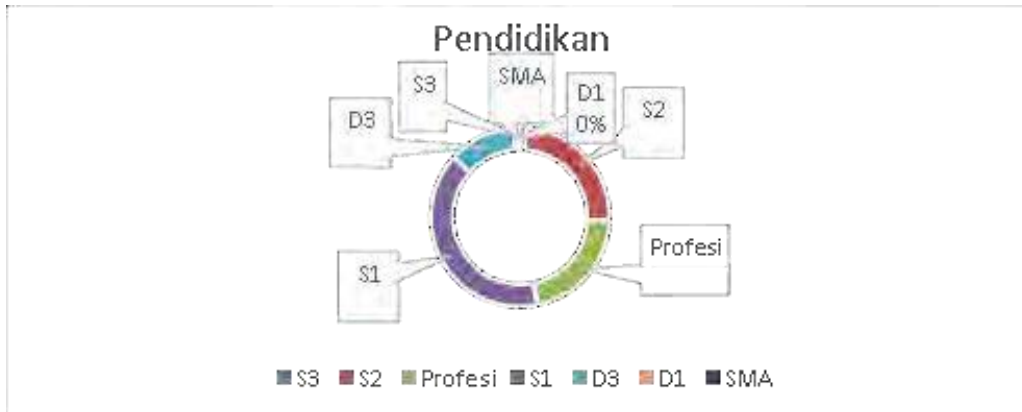 Pendidikan
S3
SMA
D1
0%
S2
D3
Profesi
S1
S3 S2 Profesi S1 D3 D1 SMA